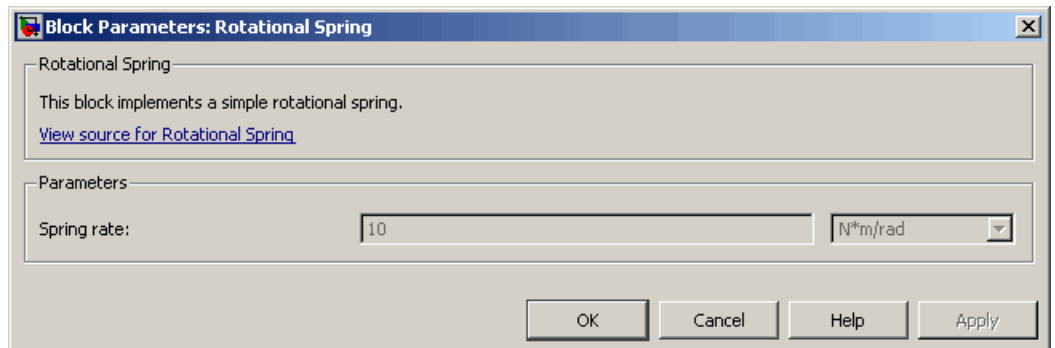 Block Parameters: Rotational Spring
Rotational Spring
This block implements a simple rotational spring.
View source for Rotational Spring
Parameters
Spring rate: 10 N*m/rad
OK Cancel Help Apply